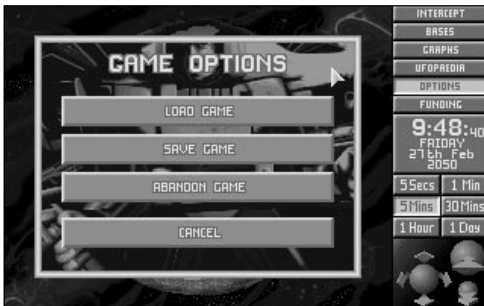 GAME OPTIONS
LOAD GAME
SAVE GAME
ABANDON GAME
CANCEL
INTERCEPT
BASES
GRAPHS
UFOPAEDIA
OPTIONS
FUNDING
9:48:40
FRIDAY
27th Feb
2050
5Secs 1 Min
5Mins 30Mins
1 Hour 1 Day